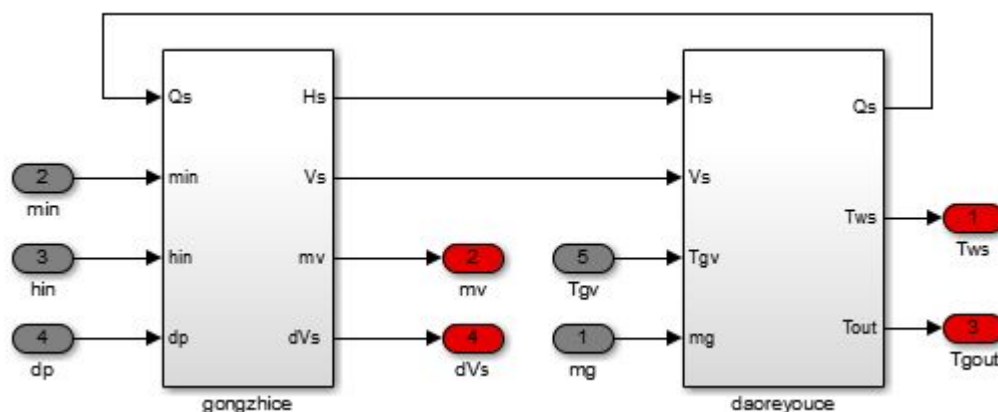 Qs
Hs
Hs
Qs
2
min
min
Vs
Vs
Tws
1
Tws
3
hin
hin
mv
2
mv
5
Tgv
Tgv
4
dp
dp
dVs
4
dVs
1
mg
mg
Tout
3
Tgout
gongzhice
daoreyouce